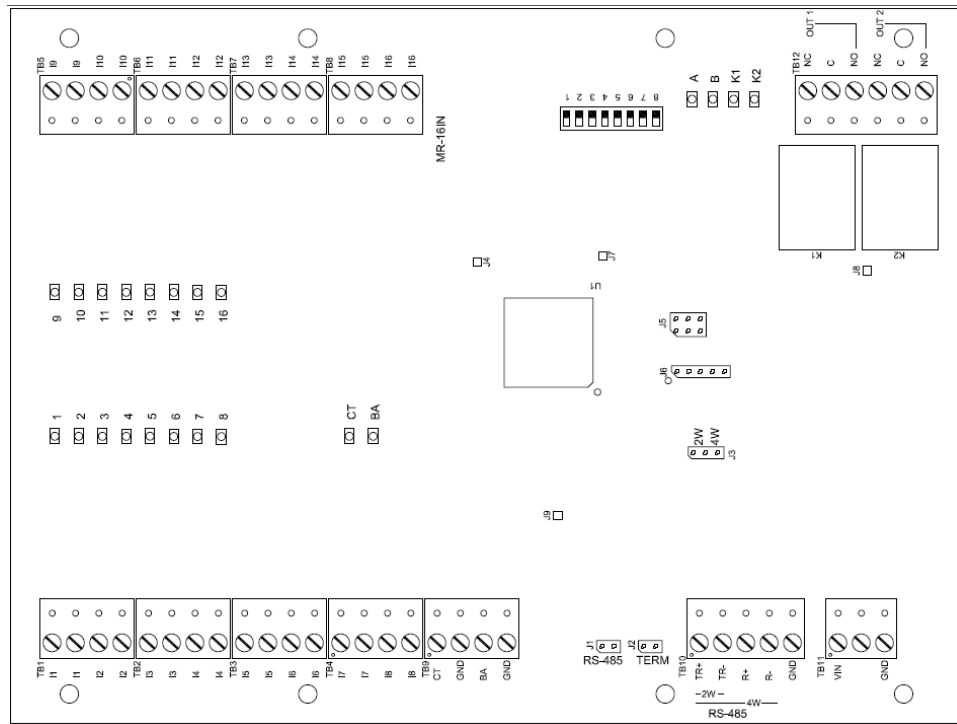 TB5 I9 I9 I10 I10 TB6 I11 I11 I12 I12 TB7 I13 I13 I14 I14 TB8 I15 I15 I16 I16
MR-16IN
1 2 3 4 5 6 7 8
A B K1 K2
OUT 1 OUT 2
TB12 NC C NO NC C NO
K1 K2
J4 J7 J8
U1
9 10 11 12 13 14 15 16
J5
J6
1 2 3 4 5 6 7 8
CT BA
2W 4W
J3
J9
TB1 I1 I1 I2 I2 TB2 I3 I3 I4 I4 TB3 I5 I5 I6 I6 TB4 I7 I7 I8 I8 TB9 CT GND BA GND
J1 J2
RS-485 TERM
TB10 TR+ TR- R+ R- GND TB11 VIN GND
2W
4W
RS-485